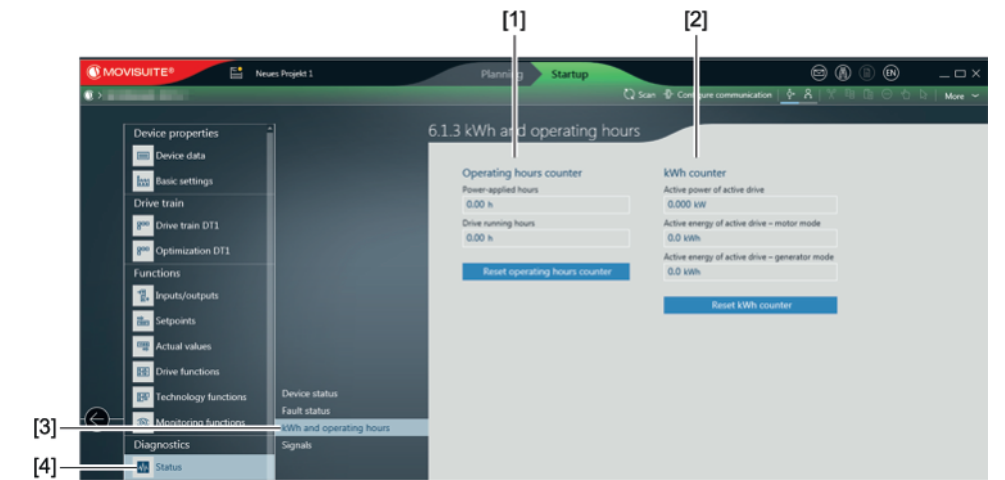 [1] [2]
MOVISUITE® Neues Projekt 1 Planning Startup EN
Scan Configure communication More
6.1.3 kWh and operating hours
Device properties
Device data
Basic settings
Drive train
Drive train DT1
Optimization DT1
Functions
Inputs/outputs
Setpoints
Actual values
Drive functions
Technology functions
Monitoring functions
Diagnostics
Status
Device status
Fault status
kWh and operating hours
Signals
Operating hours counter
Power-applied hours
0.00 h
Drive running hours
0.00 h
Reset operating hours counter
kWh counter
Active power of active drive
0.000 kW
Active energy of active drive – motor mode
0.0 kWh
Active energy of active drive – generator mode
0.0 kWh
Reset kWh counter
[3]
[4]